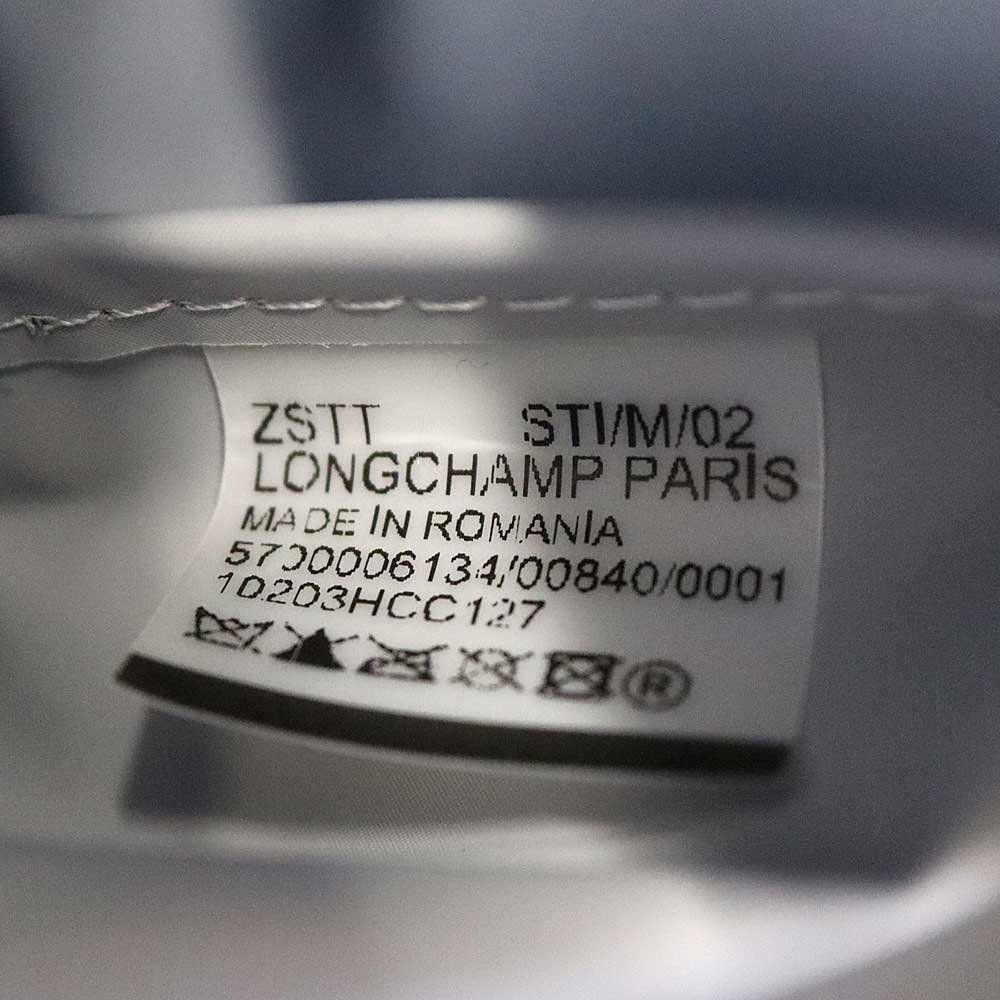 ZSTT STI/M/02
LONGCHAMP PARIS
MADE IN ROMANIA
5700006134/00840/0001
10203HCC127
®